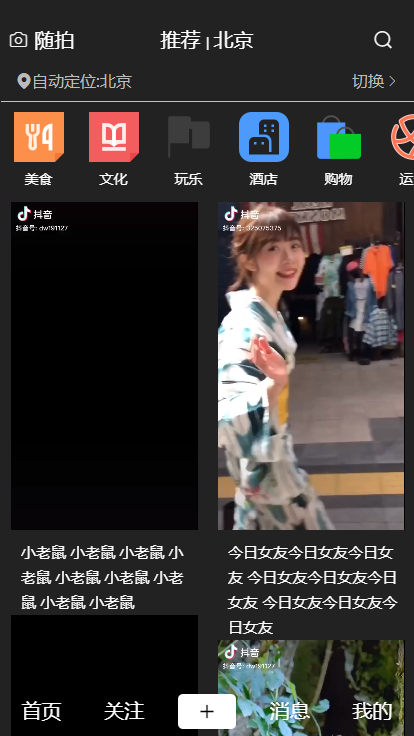 随拍
推荐 | 北京
自动定位:北京
切换
美食
文化
玩乐
酒店
购物
运
抖音
抖音号: dw191127
抖音
抖音号: 325075375
小老鼠 小老鼠 小老鼠 小
老鼠 小老鼠 小老鼠 小老
鼠 小老鼠 小老鼠
今日女友今日女友今日女
友 今日女友今日女友今日
女友 今日女友今日女友今
日女友
抖音
抖音号: dw191127
首页
关注
+
消息
我的